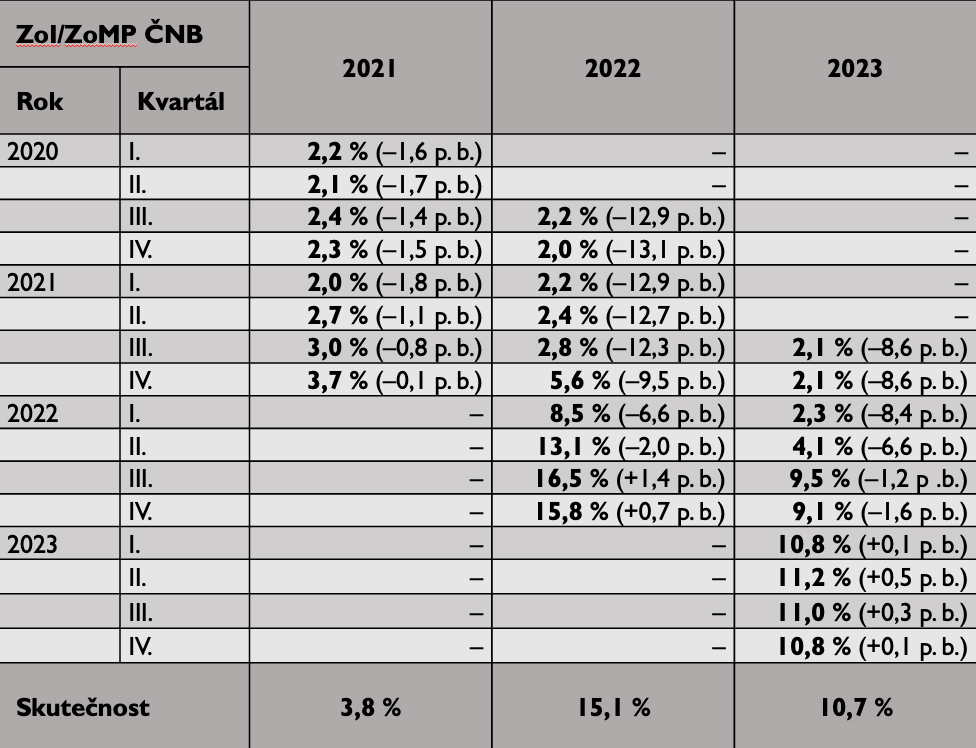 ZoI/ZoMP ČNB 2021 2022 2023
Rok Kvartál
2020 I. 2,2 % (–1,6 p. b.) – –
II. 2,1 % (–1,7 p. b.) – –
III. 2,4 % (–1,4 p. b.) 2,2 % (–12,9 p. b.) –
IV. 2,3 % (–1,5 p. b.) 2,0 % (–13,1 p. b.) –
2021 I. 2,0 % (–1,8 p. b.) 2,2 % (–12,9 p. b.) –
II. 2,7 % (–1,1 p. b.) 2,4 % (–12,7 p. b.) –
III. 3,0 % (–0,8 p. b.) 2,8 % (–12,3 p. b.) 2,1 % (–8,6 p. b.)
IV. 3,7 % (–0,1 p. b.) 5,6 % (–9,5 p. b.) 2,1 % (–8,6 p. b.)
2022 I. – 8,5 % (–6,6 p. b.) 2,3 % (–8,4 p. b.)
II. – 13,1 % (–2,0 p. b.) 4,1 % (–6,6 p. b.)
III. – 16,5 % (+1,4 p. b.) 9,5 % (–1,2 p .b.)
IV. – 15,8 % (+0,7 p. b.) 9,1 % (–1,6 p. b.)
2023 I. – – 10,8 % (+0,1 p. b.)
II. – – 11,2 % (+0,5 p. b.)
III. – – 11,0 % (+0,3 p. b.)
IV. – – 10,8 % (+0,1 p. b.)
Skutečnost 3,8 % 15,1 % 10,7 %